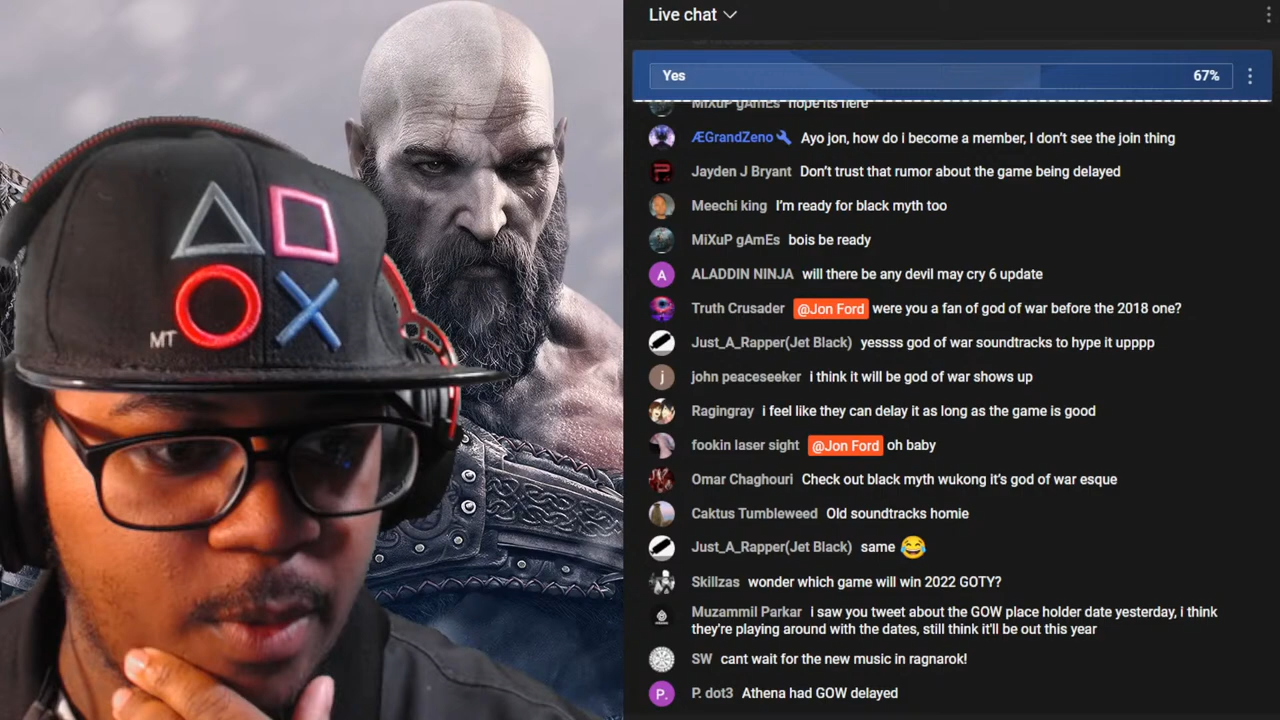 Live chat
Yes 67%
MiXuP gAmEs hope its here
ÆGrandZeno Ayo jon, how do i become a member, I don't see the join thing
Jayden J Bryant Don't trust that rumor about the game being delayed
Meechi king I'm ready for black myth too
MiXuP gAmEs bois be ready
A ALADDIN NINJA will there be any devil may cry 6 update
Truth Crusader @Jon Ford were you a fan of god of war before the 2018 one?
Just_A_Rapper(Jet Black) yessss god of war soundtracks to hype it upppp
j john peaceseeker i think it will be god of war shows up
Ragingray i feel like they can delay it as long as the game is good
fookin laser sight @Jon Ford oh baby
Omar Chaghouri Check out black myth wukong it's god of war esque
Caktus Tumbleweed Old soundtracks homie
Just_A_Rapper(Jet Black) same 😂
Skillzas wonder which game will win 2022 GOTY?
Muzammil Parkar i saw you tweet about the GOW place holder date yesterday, i think
they're playing around with the dates, still think it'll be out this year
SW cant wait for the new music in ragnarok!
P. P. dot3 Athena had GOW delayed
MT